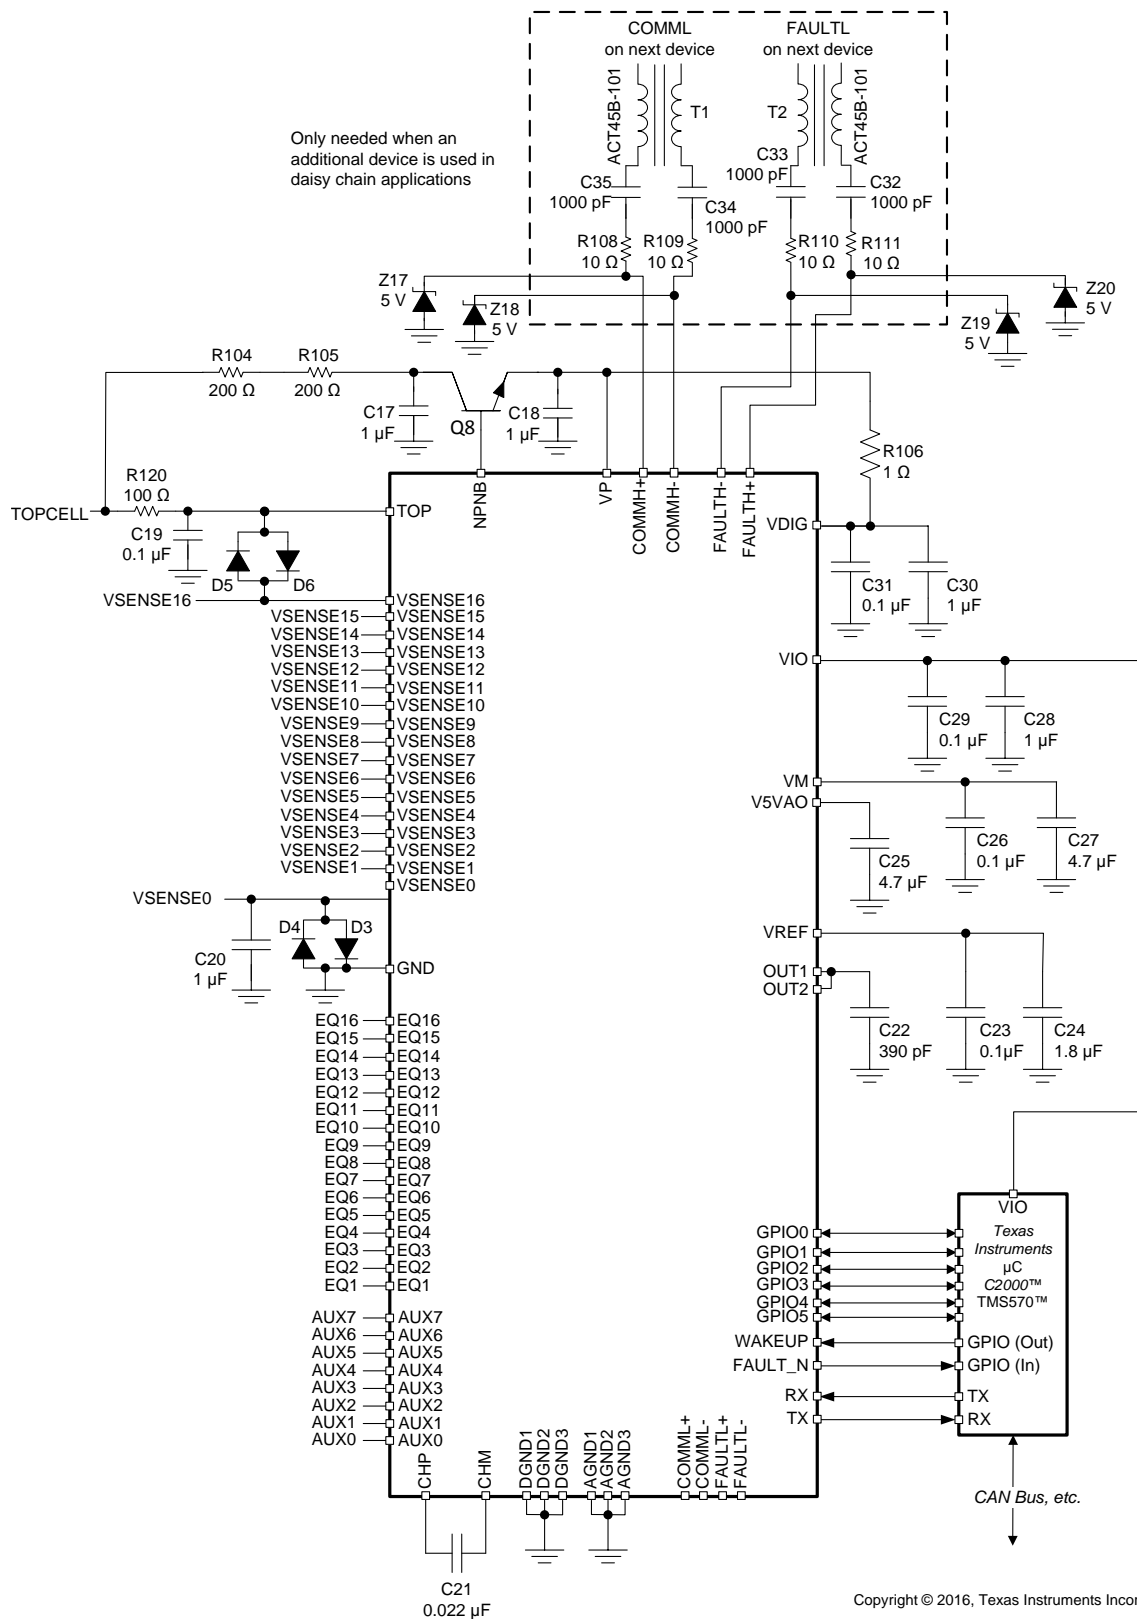 COMML
on next device
FAULTL
on next device
ACT45B-101
T1
T2
ACT45B-101
Only needed when an
additional device is used in
daisy chain applications
C33
1000 pF
C35
1000 pF
C34
1000 pF
C32
1000 pF
R108
10 Ω
R109
10 Ω
R110
10 Ω
R111
10 Ω
Z17
5 V
Z18
5 V
Z20
5 V
Z19
5 V
R104
200 Ω
R105
200 Ω
C17
1 µF
Q8
C18
1 µF
R106
1 Ω
R120
100 Ω
TOPCELL
TOP
NPNB
VP
COMMH+
COMMH-
FAULTH-
FAULTH+
VDIG
C19
0.1 µF
D5
D6
C31
0.1 µF
C30
1 µF
VSENSE16
VSENSE16
VSENSE15
VSENSE15
VSENSE14
VSENSE14
VSENSE13
VSENSE13
VSENSE12
VSENSE12
VSENSE11
VSENSE11
VSENSE10
VSENSE10
VSENSE9
VSENSE9
VSENSE8
VSENSE8
VSENSE7
VSENSE7
VSENSE6
VSENSE6
VSENSE5
VSENSE5
VSENSE4
VSENSE4
VSENSE3
VSENSE3
VSENSE2
VSENSE2
VSENSE1
VSENSE1
VSENSE0
VSENSE0
VIO
C29
0.1 µF
C28
1 µF
VM
V5VAO
C25
4.7 µF
C26
0.1 µF
C27
4.7 µF
D4
D3
C20
1 µF
GND
VREF
OUT1
OUT2
C22
390 pF
C23
0.1µF
C24
1.8 µF
EQ16
EQ16
EQ15
EQ15
EQ14
EQ14
EQ13
EQ13
EQ12
EQ12
EQ11
EQ11
EQ10
EQ10
EQ9
EQ9
EQ8
EQ8
EQ7
EQ7
EQ6
EQ6
EQ5
EQ5
EQ4
EQ4
EQ3
EQ3
EQ2
EQ2
EQ1
EQ1
AUX7
AUX7
AUX6
AUX6
AUX5
AUX5
AUX4
AUX4
AUX3
AUX3
AUX2
AUX2
AUX1
AUX1
AUX0
AUX0
GPIO0
GPIO1
GPIO2
GPIO3
GPIO4
GPIO5
WAKEUP
FAULT_N
RX
TX
VIO
Texas
Instruments
µC
C2000™
TMS570™
GPIO (Out)
GPIO (In)
TX
RX
CHP
CHM
DGND1
DGND2
DGND3
AGND1
AGND2
AGND3
COMML+
COMML-
FAULTL+
FAULTL-
CAN Bus, etc.
C21
0.022 µF
Copyright © 2016, Texas Instruments Incor